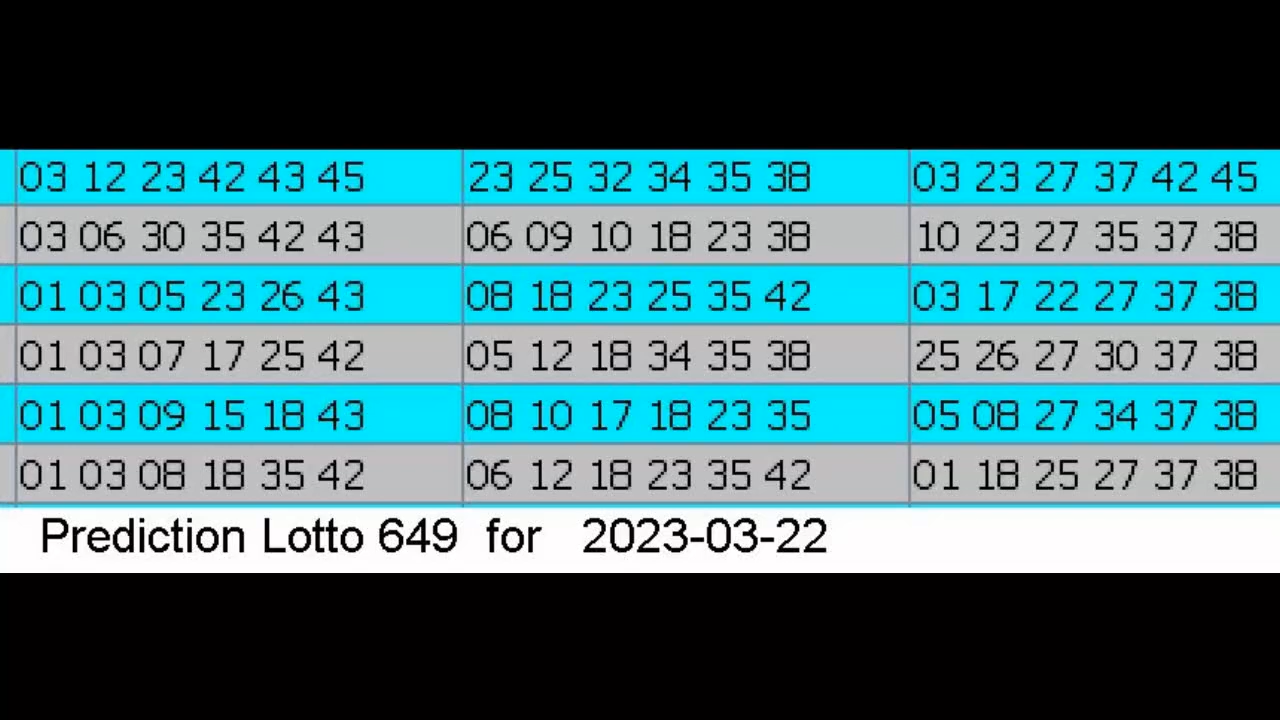 03 12 23 42 43 45 23 25 32 34 35 38 03 23 27 37 42 45
03 06 30 35 42 43 06 09 10 18 23 38 10 23 27 35 37 38
01 03 05 23 26 43 08 18 23 25 35 42 03 17 22 27 37 38
01 03 07 17 25 42 05 12 18 34 35 38 25 26 27 30 37 38
01 03 09 15 18 43 08 10 17 18 23 35 05 08 27 34 37 38
01 03 08 18 35 42 06 12 18 23 35 42 01 18 25 27 37 38
Prediction Lotto 649 for 2023-03-22